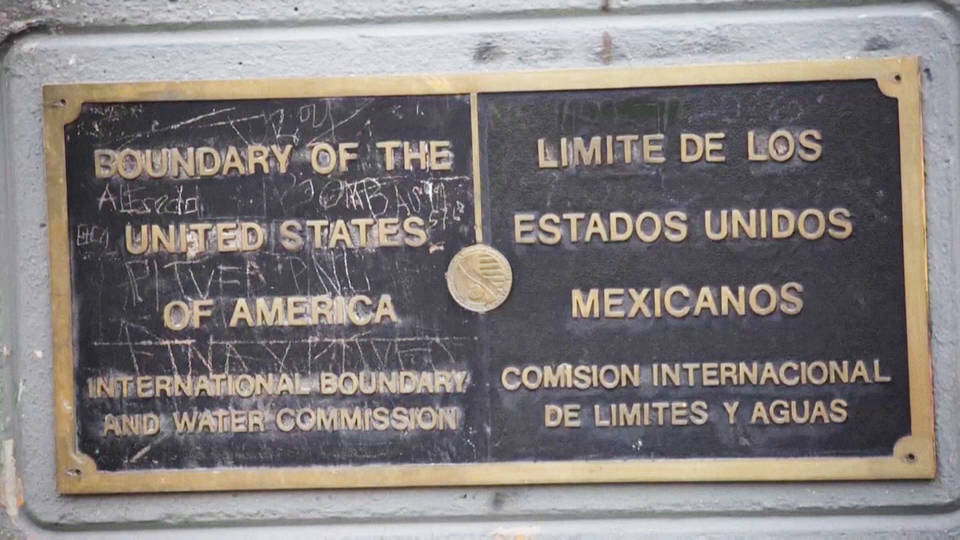 BOUNDARY OF THE
UNITED STATES
OF AMERICA
INTERNATIONAL BOUNDARY
AND WATER COMMISSION
LIMITE DE LOS
ESTADOS UNIDOS
MEXICANOS
COMISION INTERNACIONAL
DE LIMITES Y AGUAS
Alfredo